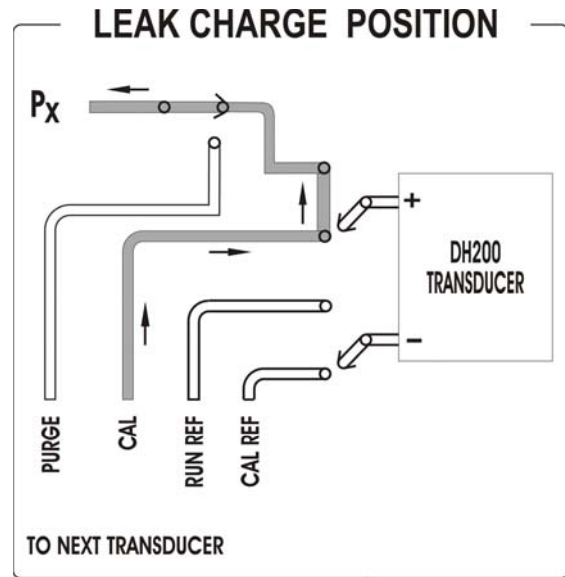 LEAK CHARGE POSITION
PX
+
DH200
TRANSDUCER
-
PURGE
CAL
RUN REF
CAL REF
TO NEXT TRANSDUCER